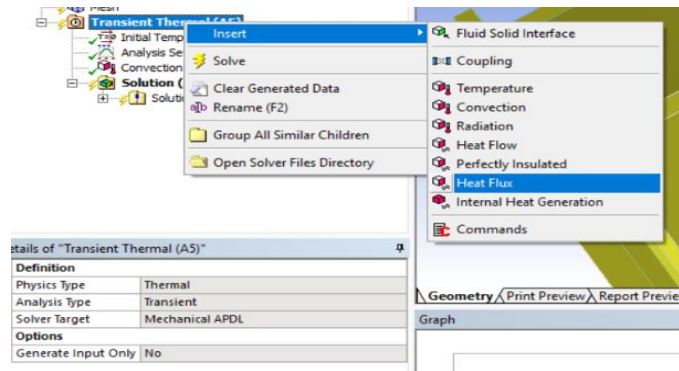 Mesh
Transient Thermal (A5)
Initial Temp
Analysis Se
Convection
Solution (
Soluti
Insert
Solve
Clear Generated Data
Rename (F2)
Group All Similar Children
Open Solver Files Directory
Fluid Solid Interface
Coupling
Temperature
Convection
Radiation
Heat Flow
Perfectly Insulated
Heat Flux
Internal Heat Generation
Commands
etails of "Transient Thermal (A5)"
Definition
Physics Type Thermal
Analysis Type Transient
Solver Target Mechanical APDL
Options
Generate Input Only No
Geometry Print Preview Report Previe
Graph